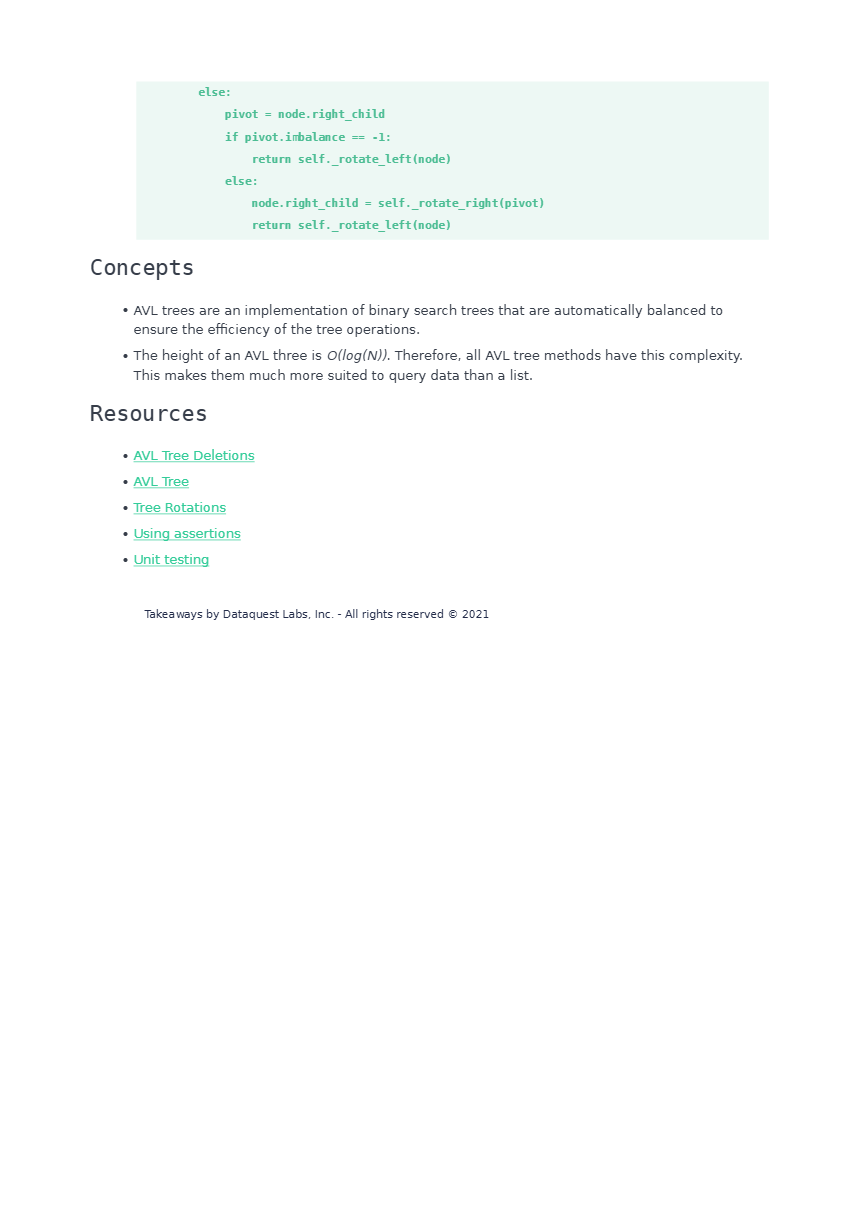 else:
pivot = node.right_child
if pivot.imbalance == -1:
return self._rotate_left(node)
else:
node.right_child = self._rotate_right(pivot)
return self._rotate_left(node)
Concepts
• AVL trees are an implementation of binary search trees that are automatically balanced to
ensure the efficiency of the tree operations.
• The height of an AVL three is O(log(N)). Therefore, all AVL tree methods have this complexity.
This makes them much more suited to query data than a list.
Resources
• AVL Tree Deletions
• AVL Tree
• Tree Rotations
• Using assertions
• Unit testing
Takeaways by Dataquest Labs, Inc. - All rights reserved © 2021